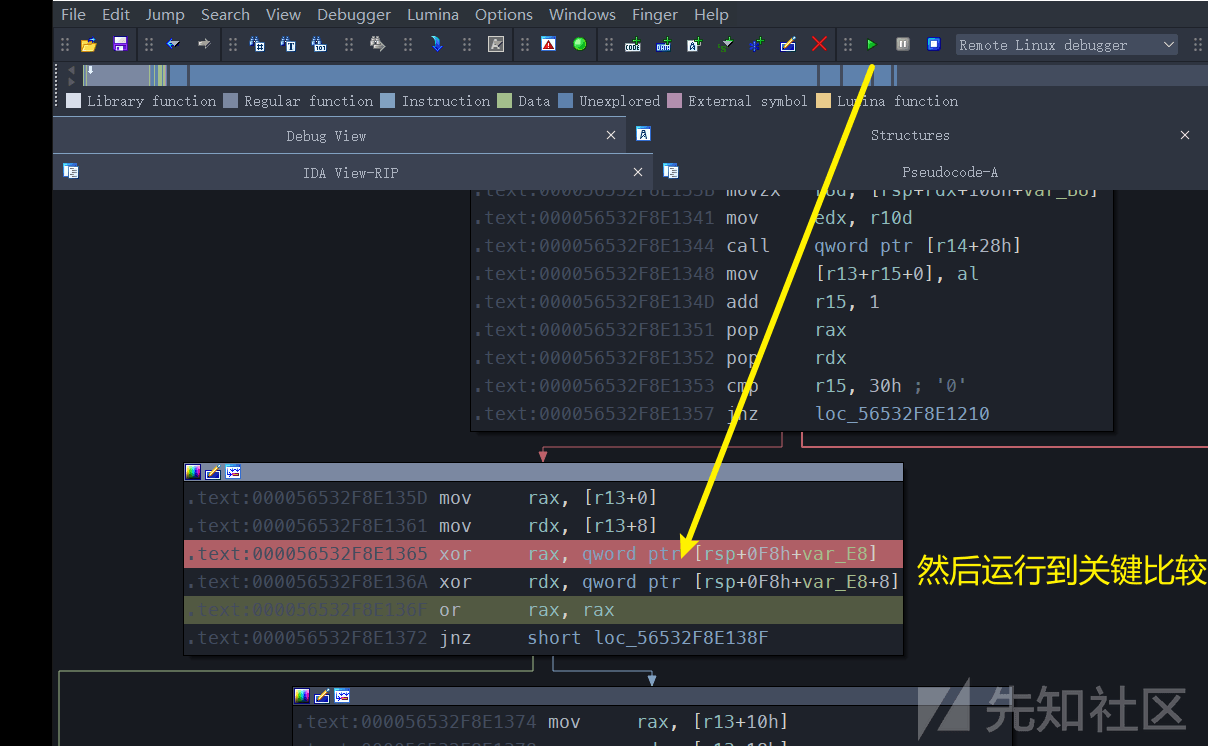 File Edit Jump Search View Debugger Lumina Options Windows Finger Help
Remote Linux debugger
Library function Regular function Instruction Data Unexplored External symbol Lumina function
Debug View
Structures
IDA View-RIP
Pseudocode-A
.text:000056532F8E1341 mov edx, r10d
.text:000056532F8E1344 call qword ptr [r14+28h]
.text:000056532F8E1348 mov [r13+r15+0], al
.text:000056532F8E134D add r15, 1
.text:000056532F8E1351 pop rax
.text:000056532F8E1352 pop rdx
.text:000056532F8E1353 cmp r15, 30h ; '0'
.text:000056532F8E1357 jnz loc_56532F8E1210
.text:000056532F8E135D mov rax, [r13+0]
.text:000056532F8E1361 mov rdx, [r13+8]
.text:000056532F8E1365 xor rax, qword ptr [rsp+0F8h+var_E8]
.text:000056532F8E136A xor rdx, qword ptr [rsp+0F8h+var_E8+8]
.text:000056532F8E136F or rax, rax
.text:000056532F8E1372 jnz short loc_56532F8E138F
然后运行到关键比较
.text:000056532F8E1374 mov rax, [r13+10h]
先知社区